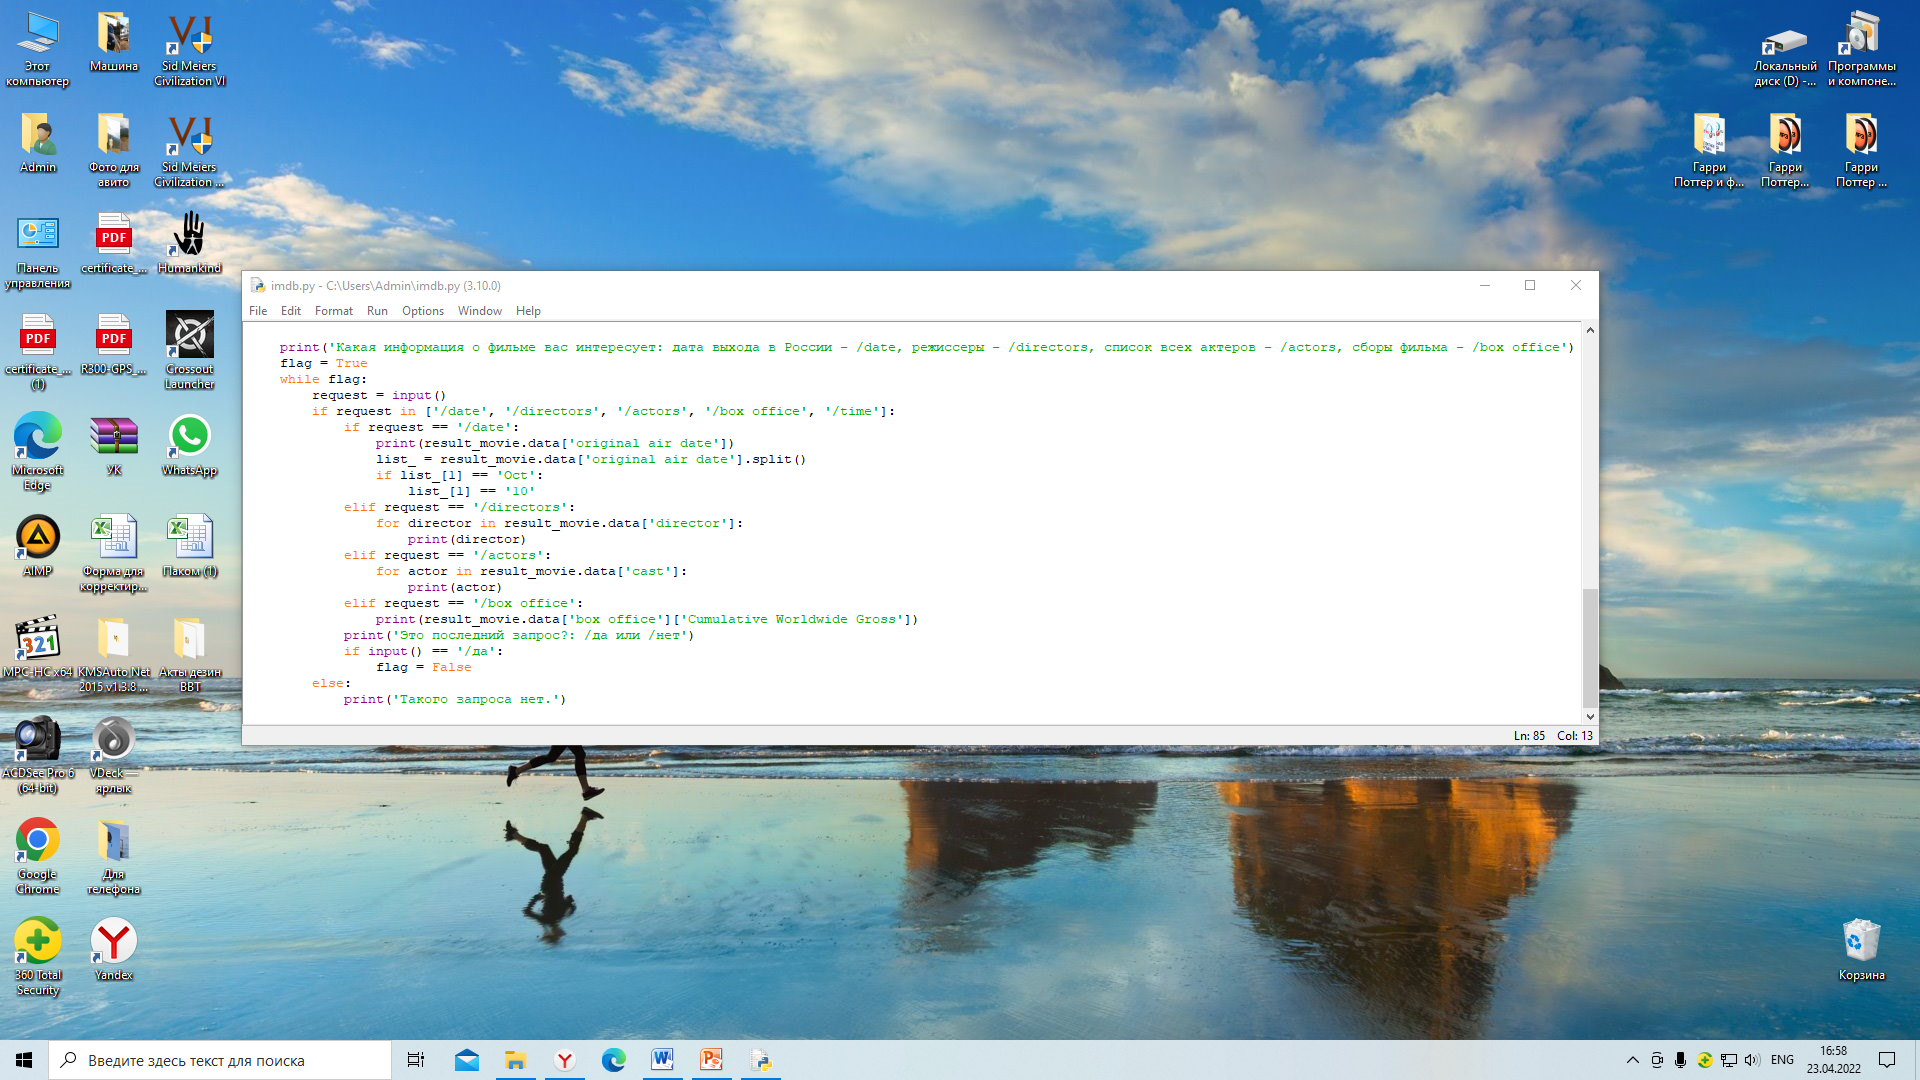 Этот
компьютер
Машина
Sid Meiers
Civilization VI
Admin
Фото для
авито
Sid Meiers
Civilization ...
Панель
управления
PDF
certificate_...
Humankind
PDF
certificate_...
(1)
PDF
R300-GPS_...
Crossout
Launcher
Microsoft
Edge
УК
WhatsApp
AIMP
Форма для
корректир...
Паком (1)
321
MPC-HC x64
KMSAuto Net
2015 v1.3.8 ...
Акты дезин
ВВТ
ACDSee Pro 6
(64-bit)
VDeck —
ярлык
Google
Chrome
Для
телефона
360 Total
Security
Yandex
Локальный
диск (D) -...
Программы
и компоне...
Гарри
Поттер и ф...
Гарри
Поттер...
Гарри
Поттер ...
Корзина
imdb.py - C:\Users\Admin\imdb.py (3.10.0)
File Edit Format Run Options Window Help
print('Какая информация о фильме вас интересует: дата выхода в России - /date, режиссеры - /directors, список всех актеров - /actors, сборы фильма - /box office')
flag = True
while flag:
    request = input()
    if request in ['/date', '/directors', '/actors', '/box office', '/time']:
        if request == '/date':
            print(result_movie.data['original air date'])
            list_ = result_movie.data['original air date'].split()
            if list_[1] == 'Oct':
                list_[1] == '10'
        elif request == '/directors':
            for director in result_movie.data['director']:
                print(director)
        elif request == '/actors':
            for actor in result_movie.data['cast']:
                print(actor)
        elif request == '/box office':
            print(result_movie.data['box office']['Cumulative Worldwide Gross'])
        print('Это последний запрос?: /да или /нет')
        if input() == '/да':
            flag = False
    else:
        print('Такого запроса нет.')
Ln: 85 Col: 13
Введите здесь текст для поиска
ENG
16:58
23.04.2022